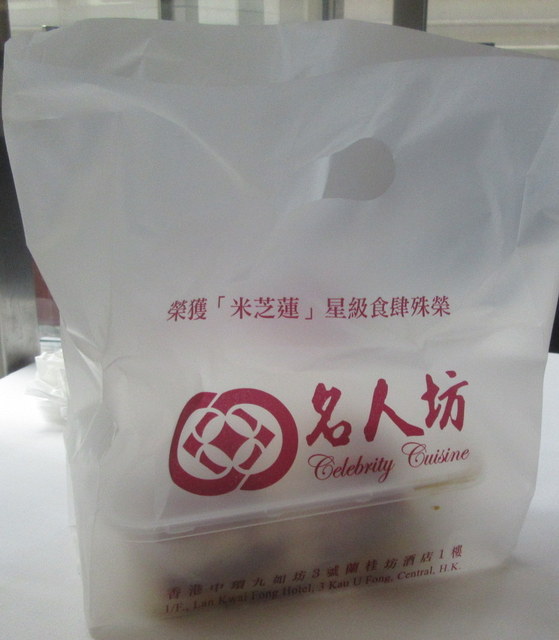 榮獲「米芝蓮」星級食肆殊榮
名人坊
Celebrity Cuisine
香港中環九如坊3號蘭桂坊酒店1樓
1/F., Lan Kwai Fong Hotel, 3 Kau U Fong, Central, H.K.